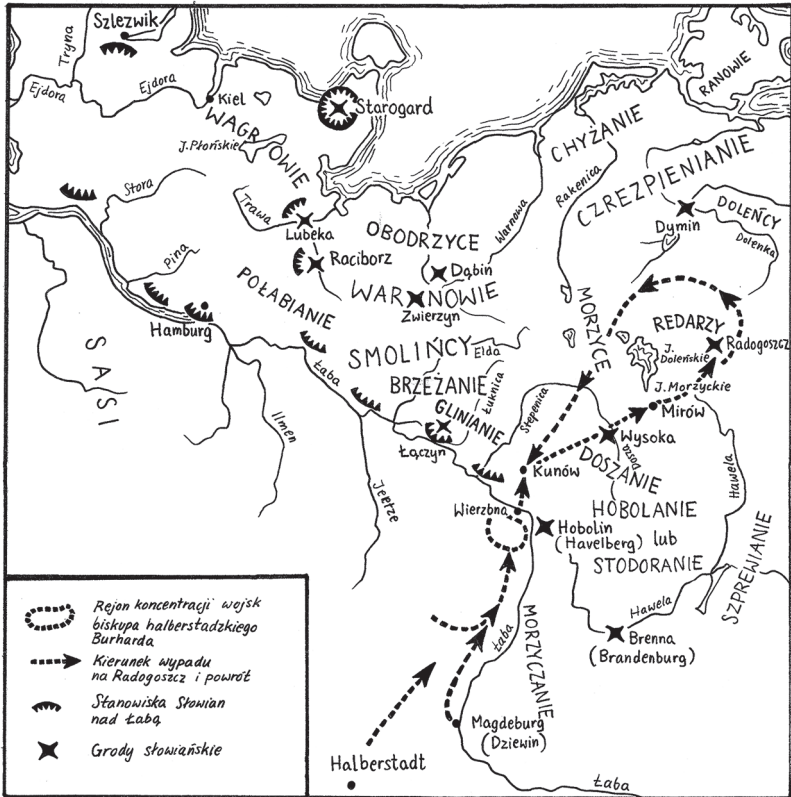 Szlezwik
Tryna
Ejdora
Ejdora
Kiel
Starogard
WAGROWIE
J. Płońskie
RANOWIE
CHYŻANIE
CZREZPIENIANIE
Rakenica
DOLEŃCY
Dolenka
Dymin
Stora
Trawa
Lubeka
OBODRZYCE
Warnowa
Pina
Raciborz
Dąbin
WARNOWIE
Zwierzyn
POŁABIANIE
Hamburg
MORZYCE
REDARZY
Radogoszcz
J. Doleńskie
J. Morzyckie
SASI
SMOLIŃCY
Elda
Łaba
BRZEŻANIE
Łuknica
GLINIANIE
Stepenica
Mirów
Ilmen
Łączyn
Wysoka
Dosza
DOSZANIE
Kunów
Hawela
Jeetze
Wierzbna
HOBOLANIE
Hobolin
(Havelberg)
lub
STODORANIE
SZPREWIANIE
Hawela
Łaba
MORZYCZANIE
Brenna
(Brandenburg)
Magdeburg
(Dziewin)
Halberstadt
Łaba
Rejon koncentracji wojsk
biskupa halberstadzkiego
Burharda
Kierunek wypadu
na Radogoszcz i powrót
Stanowiska Słowian
nad Łabą
Grody słowiańskie